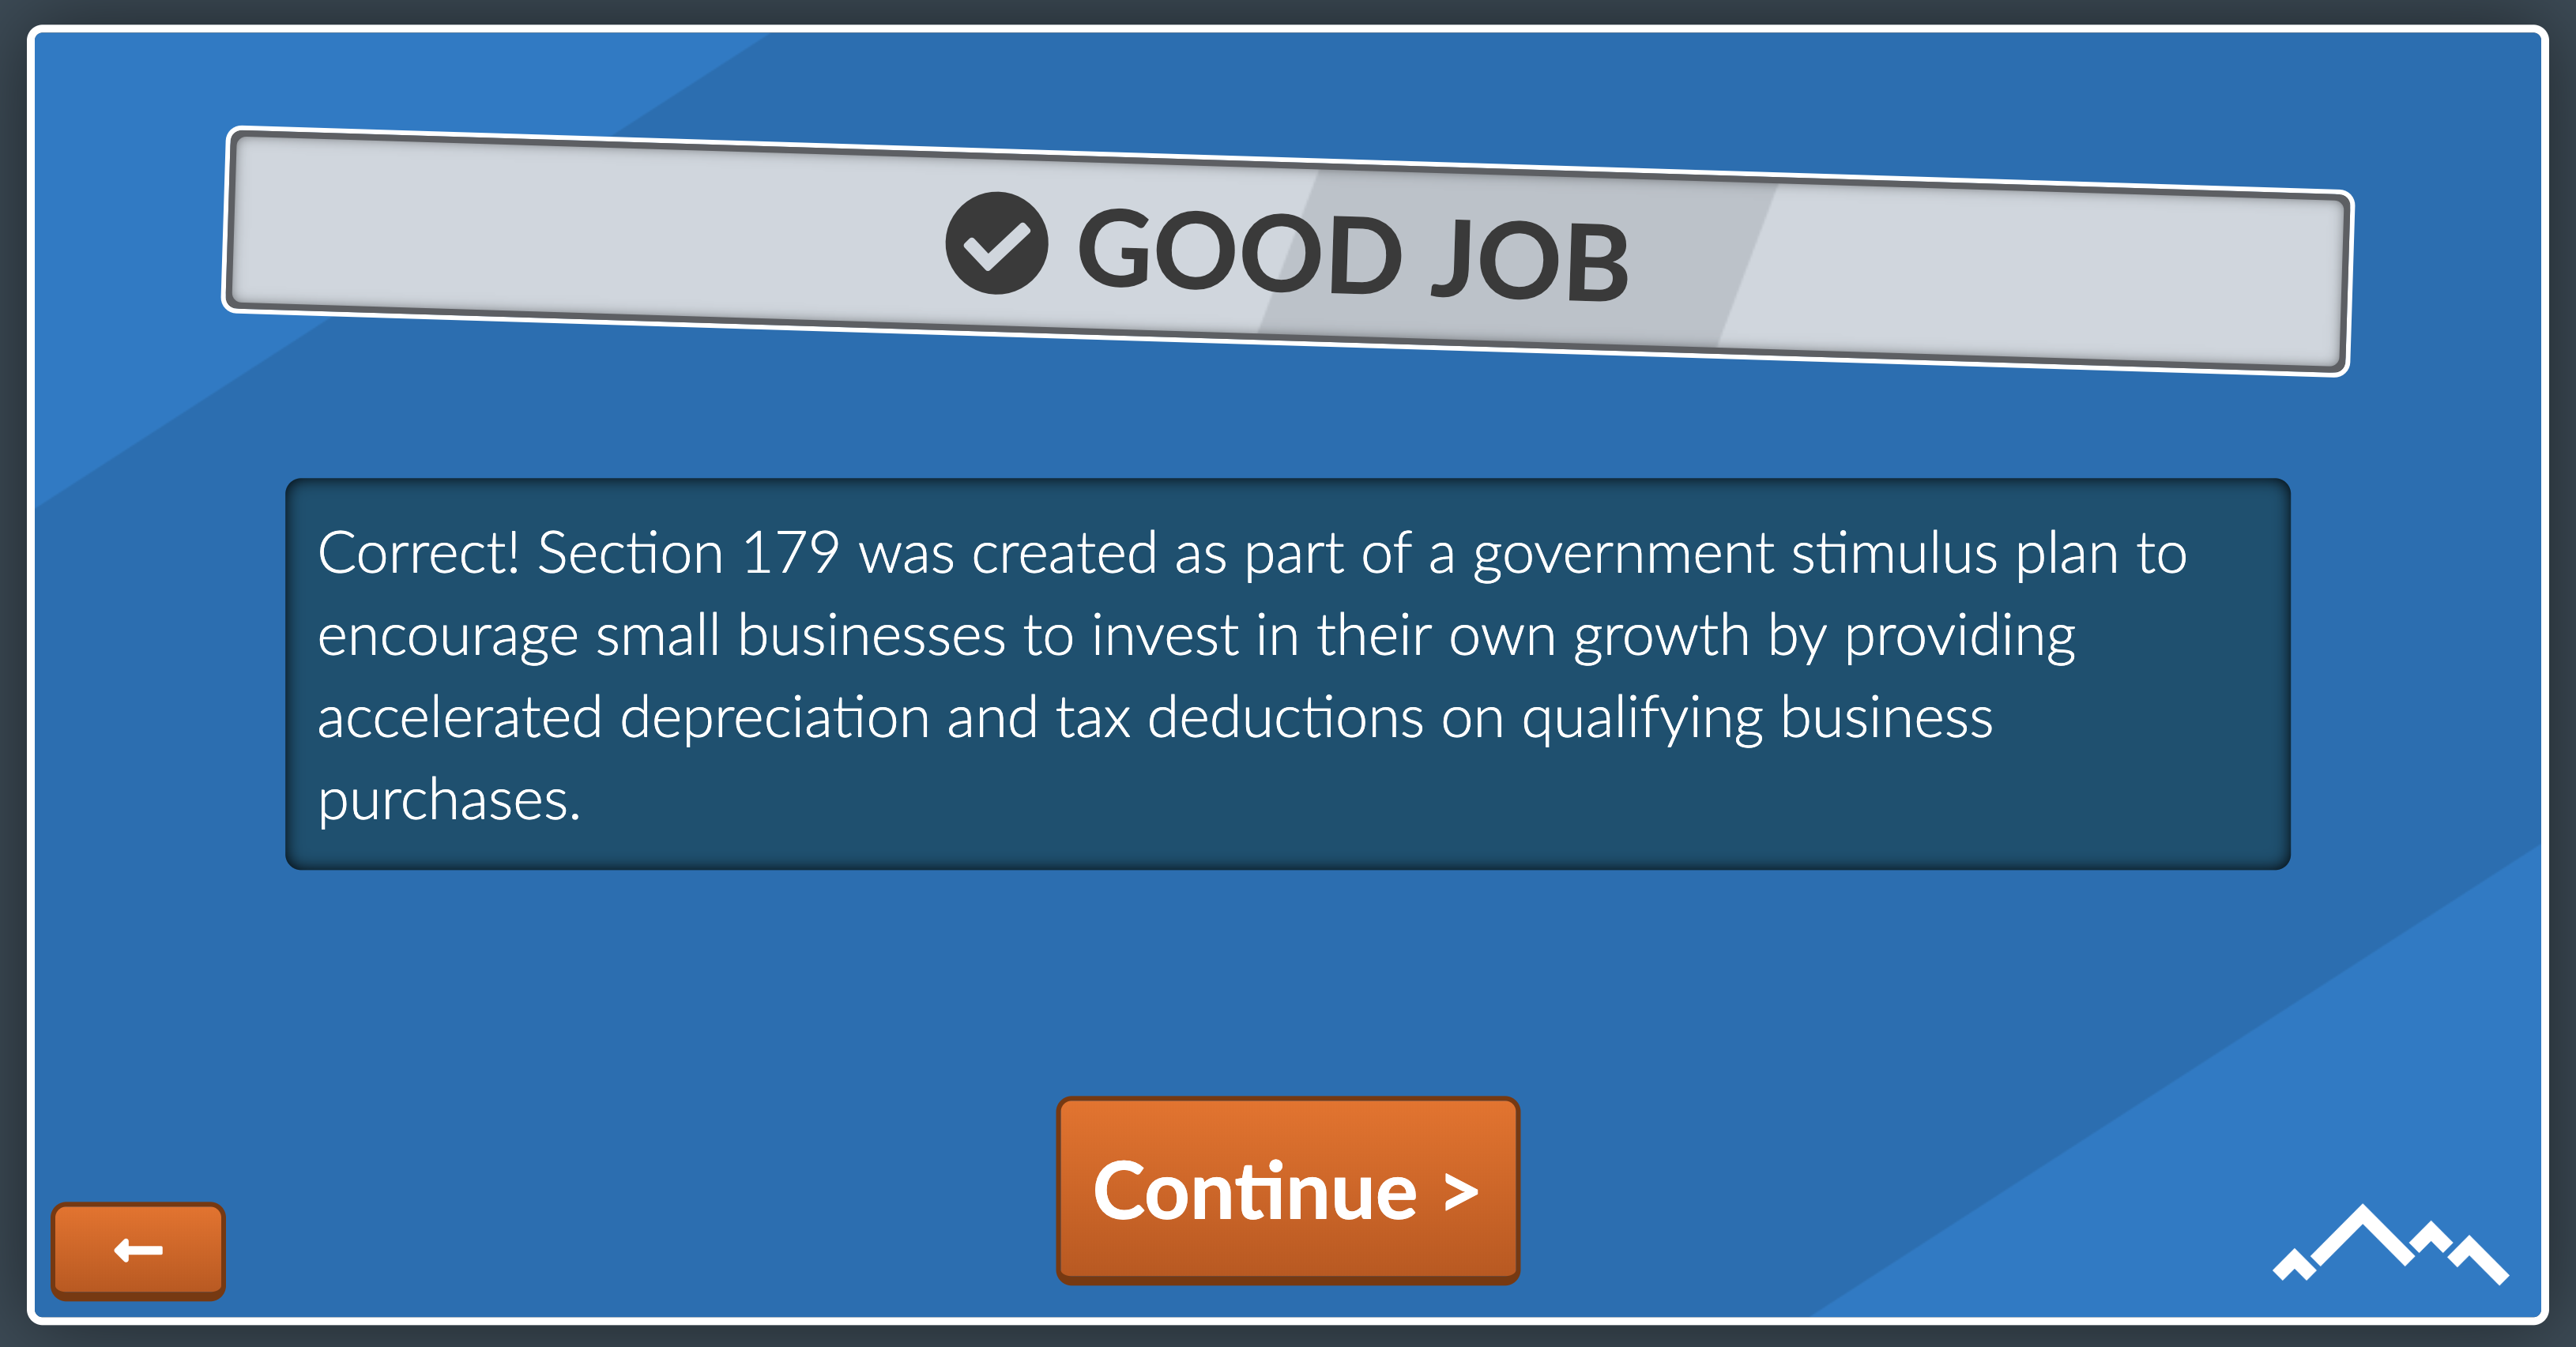 GOOD JOB
Correct! Section 179 was created as part of a government stimulus plan to
encourage small businesses to invest in their own growth by providing
accelerated depreciation and tax deductions on qualifying business
purchases.
Continue >